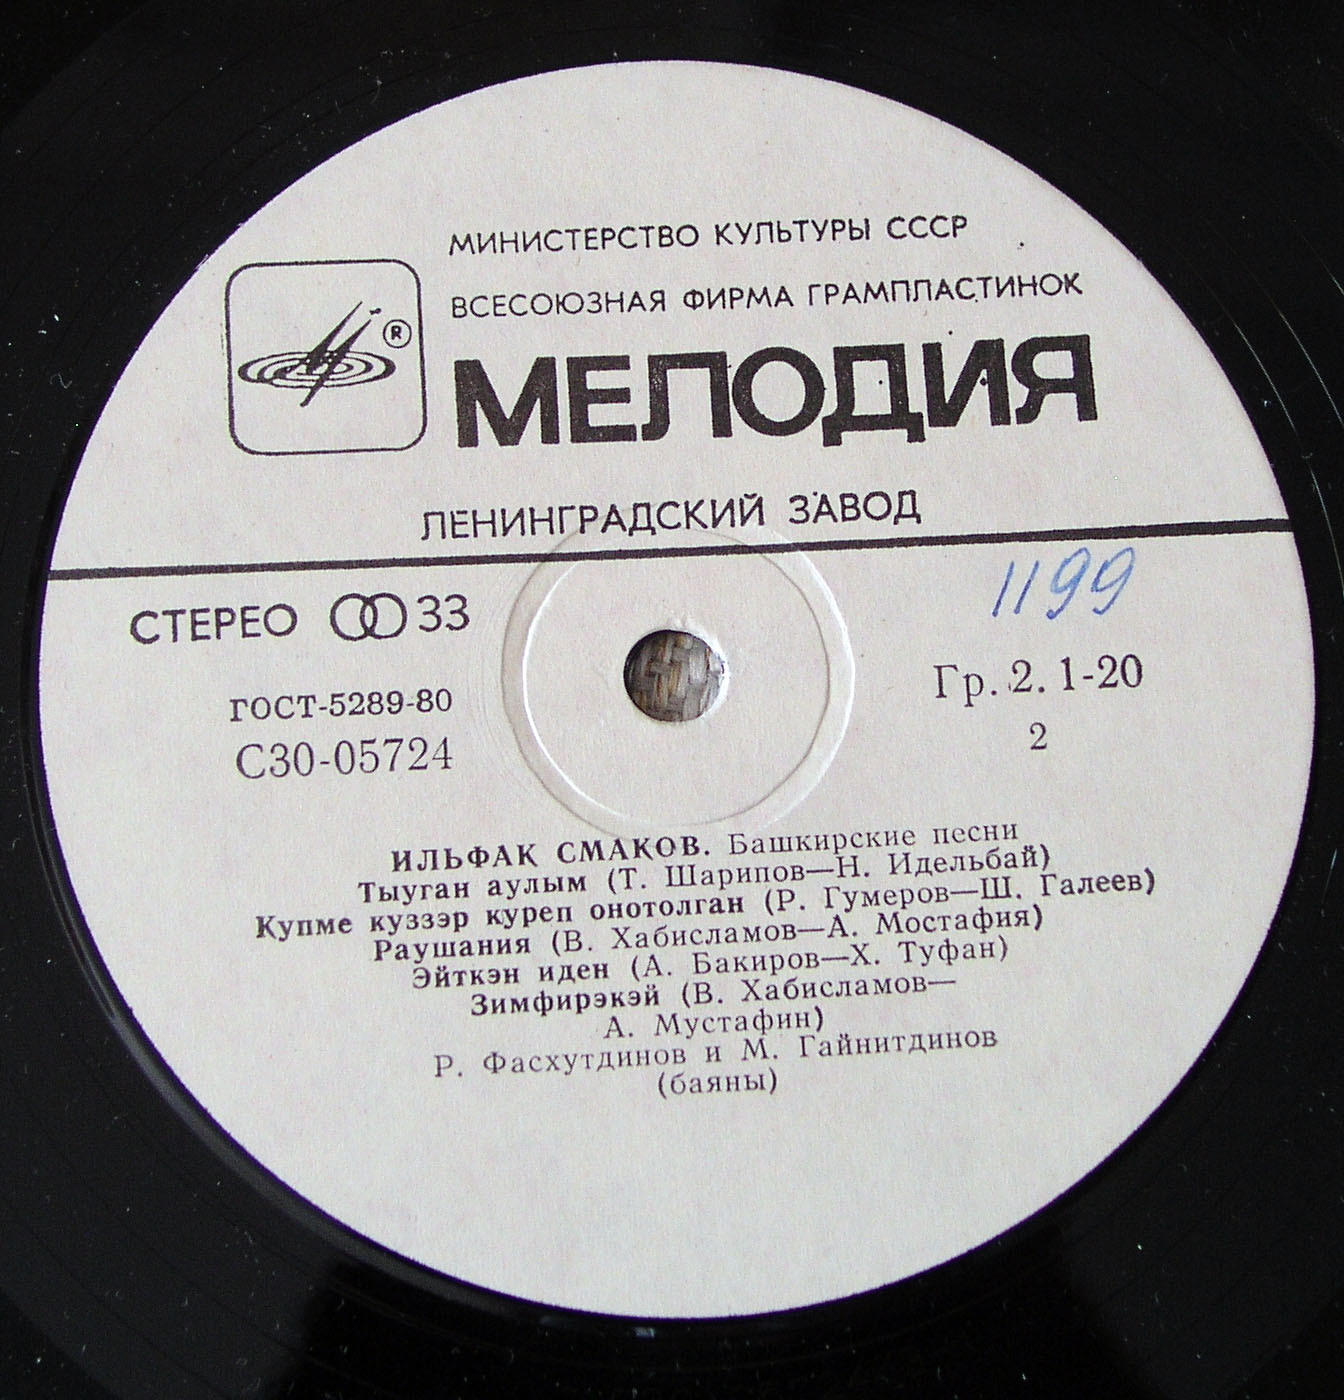 МИНИСТЕРСТВО КУЛЬТУРЫ СССР
ВСЕСОЮЗНАЯ ФИРМА ГРАМПЛАСТИНОК
®
МЕЛОДИЯ
ЛЕНИНГРАДСКИЙ ЗАВОД
1199
СТЕРЕО 33
ГОСТ-5289-80
Гр. 2. 1-20
С30-05724
2
ИЛЬФАК СМАКОВ. Башкирские песни
Тыуган аулым (Т. Шарипов—Н. Идельбай)
Купме куззэр куреп онотолган (Р. Гумеров—Ш. Галеев)
Раушания (В. Хабисламов—А. Мостафия)
Эйткэн иден (А. Бакиров—Х. Туфан)
Зимфирэкэй (В. Хабисламов—
А. Мустафин)
Р. Фасхутдинов и М. Гайнитдинов
(баяны)